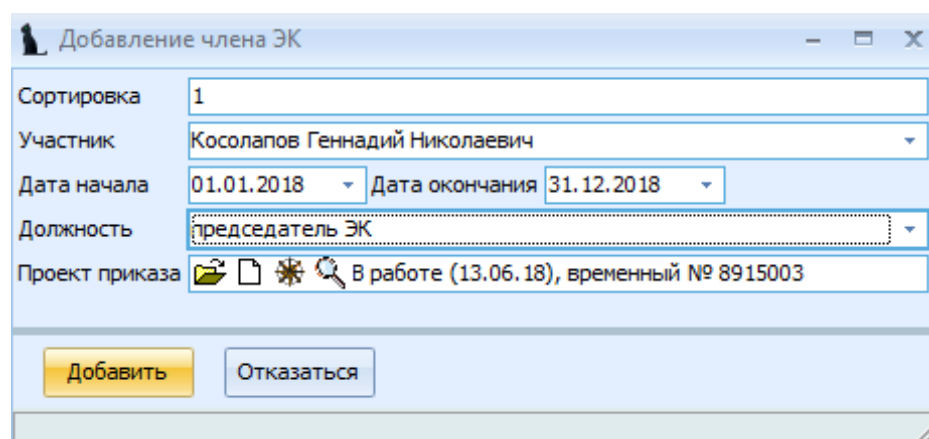 Добавление члена ЭК
Сортировка 1
Участник Косолапов Геннадий Николаевич
Дата начала 01.01.2018 Дата окончания 31.12.2018
Должность председатель ЭК
Проект приказа В работе (13.06.18), временный № 8915003
Добавить Отказаться